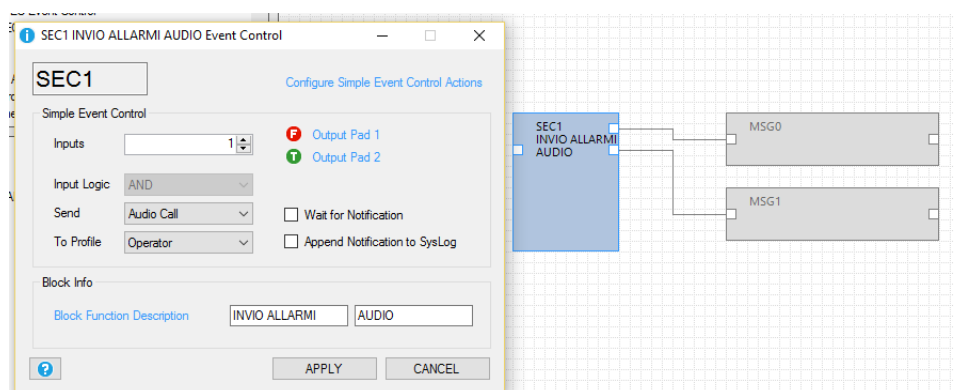 SEC1 INVIO ALLARMI AUDIO Event Control
SEC1
Configure Simple Event Control Actions
Simple Event Control
Inputs
1
F Output Pad 1
T Output Pad 2
Input Logic
AND
Send
Audio Call
Wait for Notification
To Profile
Operator
Append Notification to SysLog
Block Info
Block Function Description
INVIO ALLARMI
AUDIO
?
APPLY
CANCEL
SEC1
INVIO ALLARMI
AUDIO
MSG0
MSG1